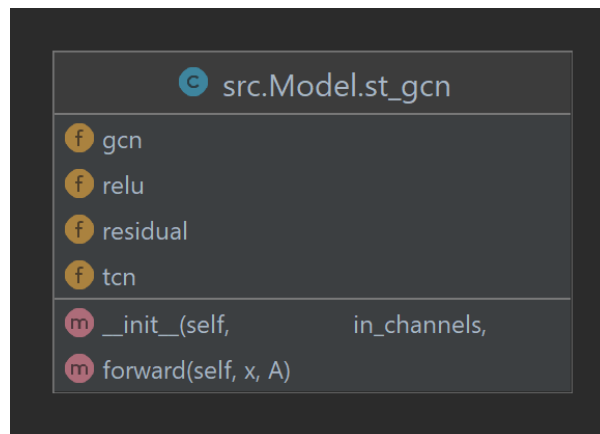 C src.Model.st_gcn
f gcn
f relu
f residual
f tcn
m __init__(self, in_channels,
m forward(self, x, A)